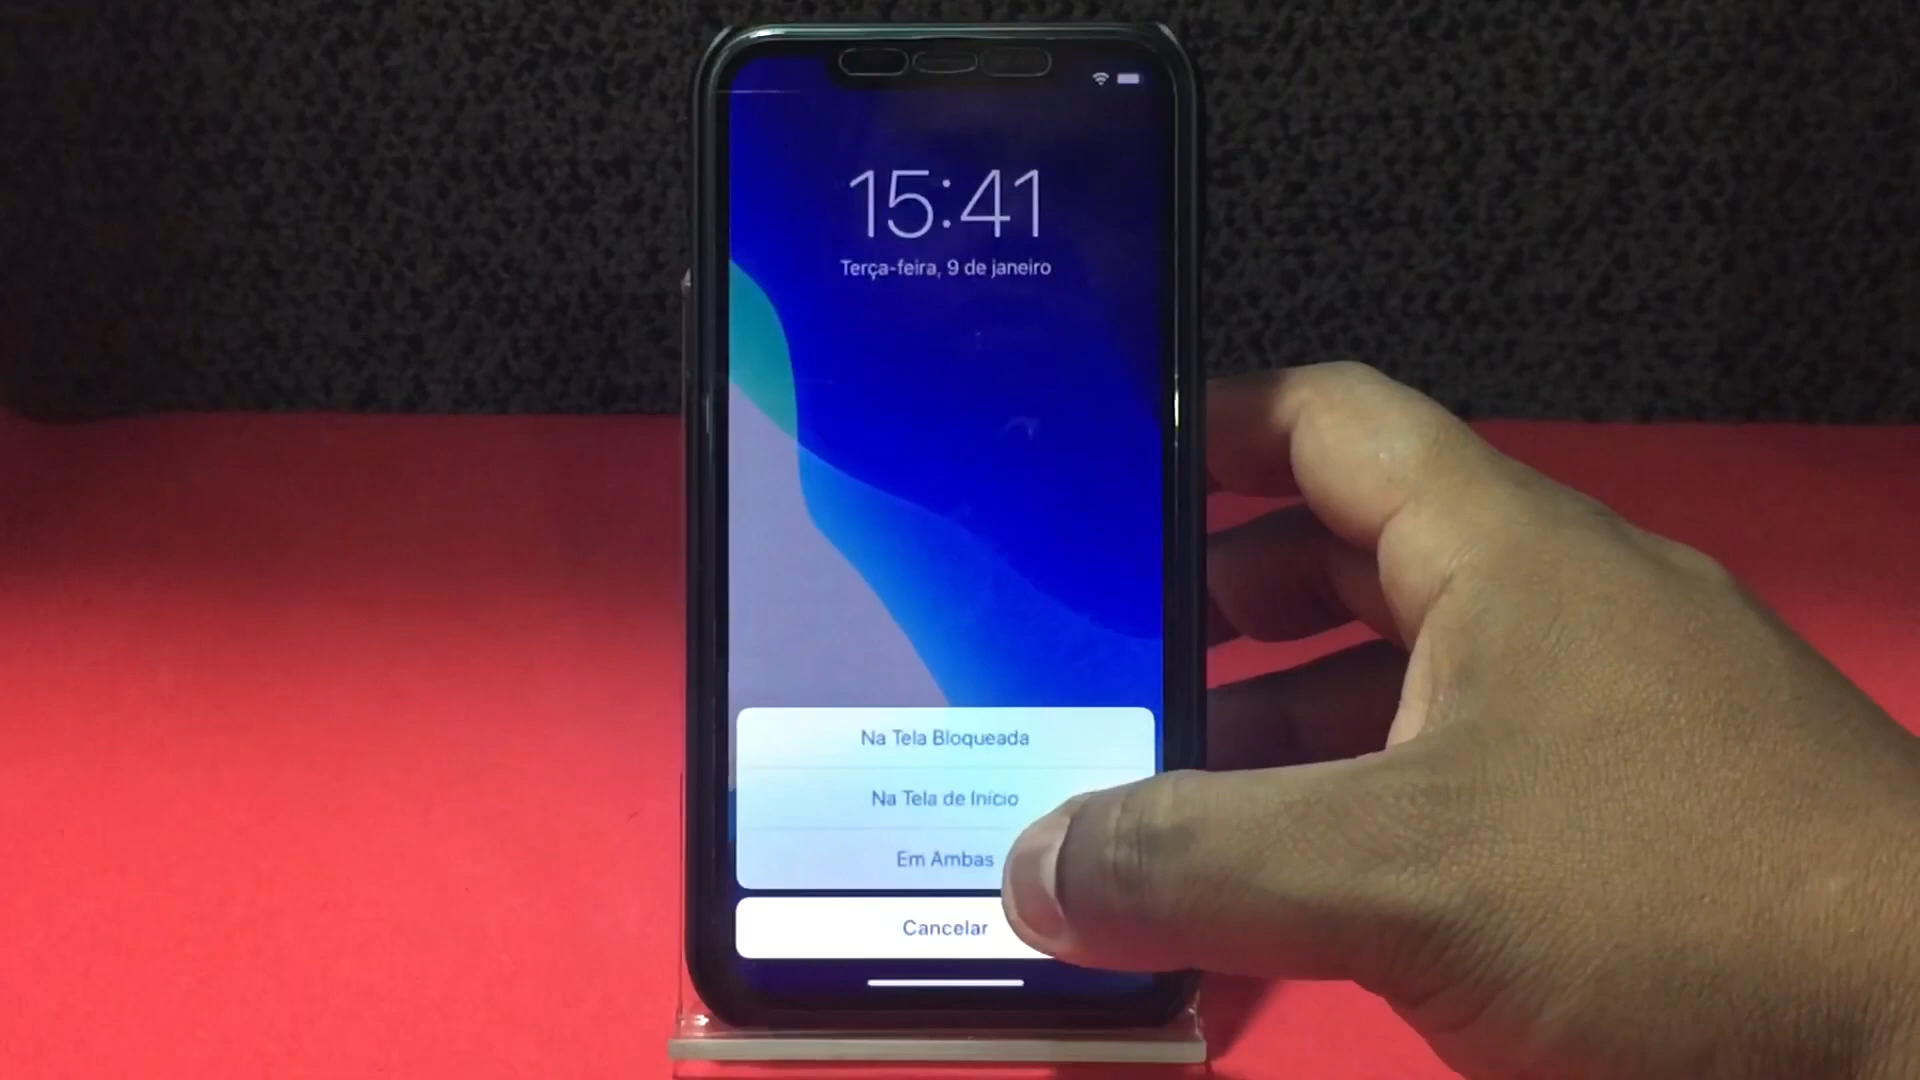 15:41
Terça-feira, 9 de janeiro
Na Tela Bloqueada
Na Tela de Início
Em Ambas
Cancelar